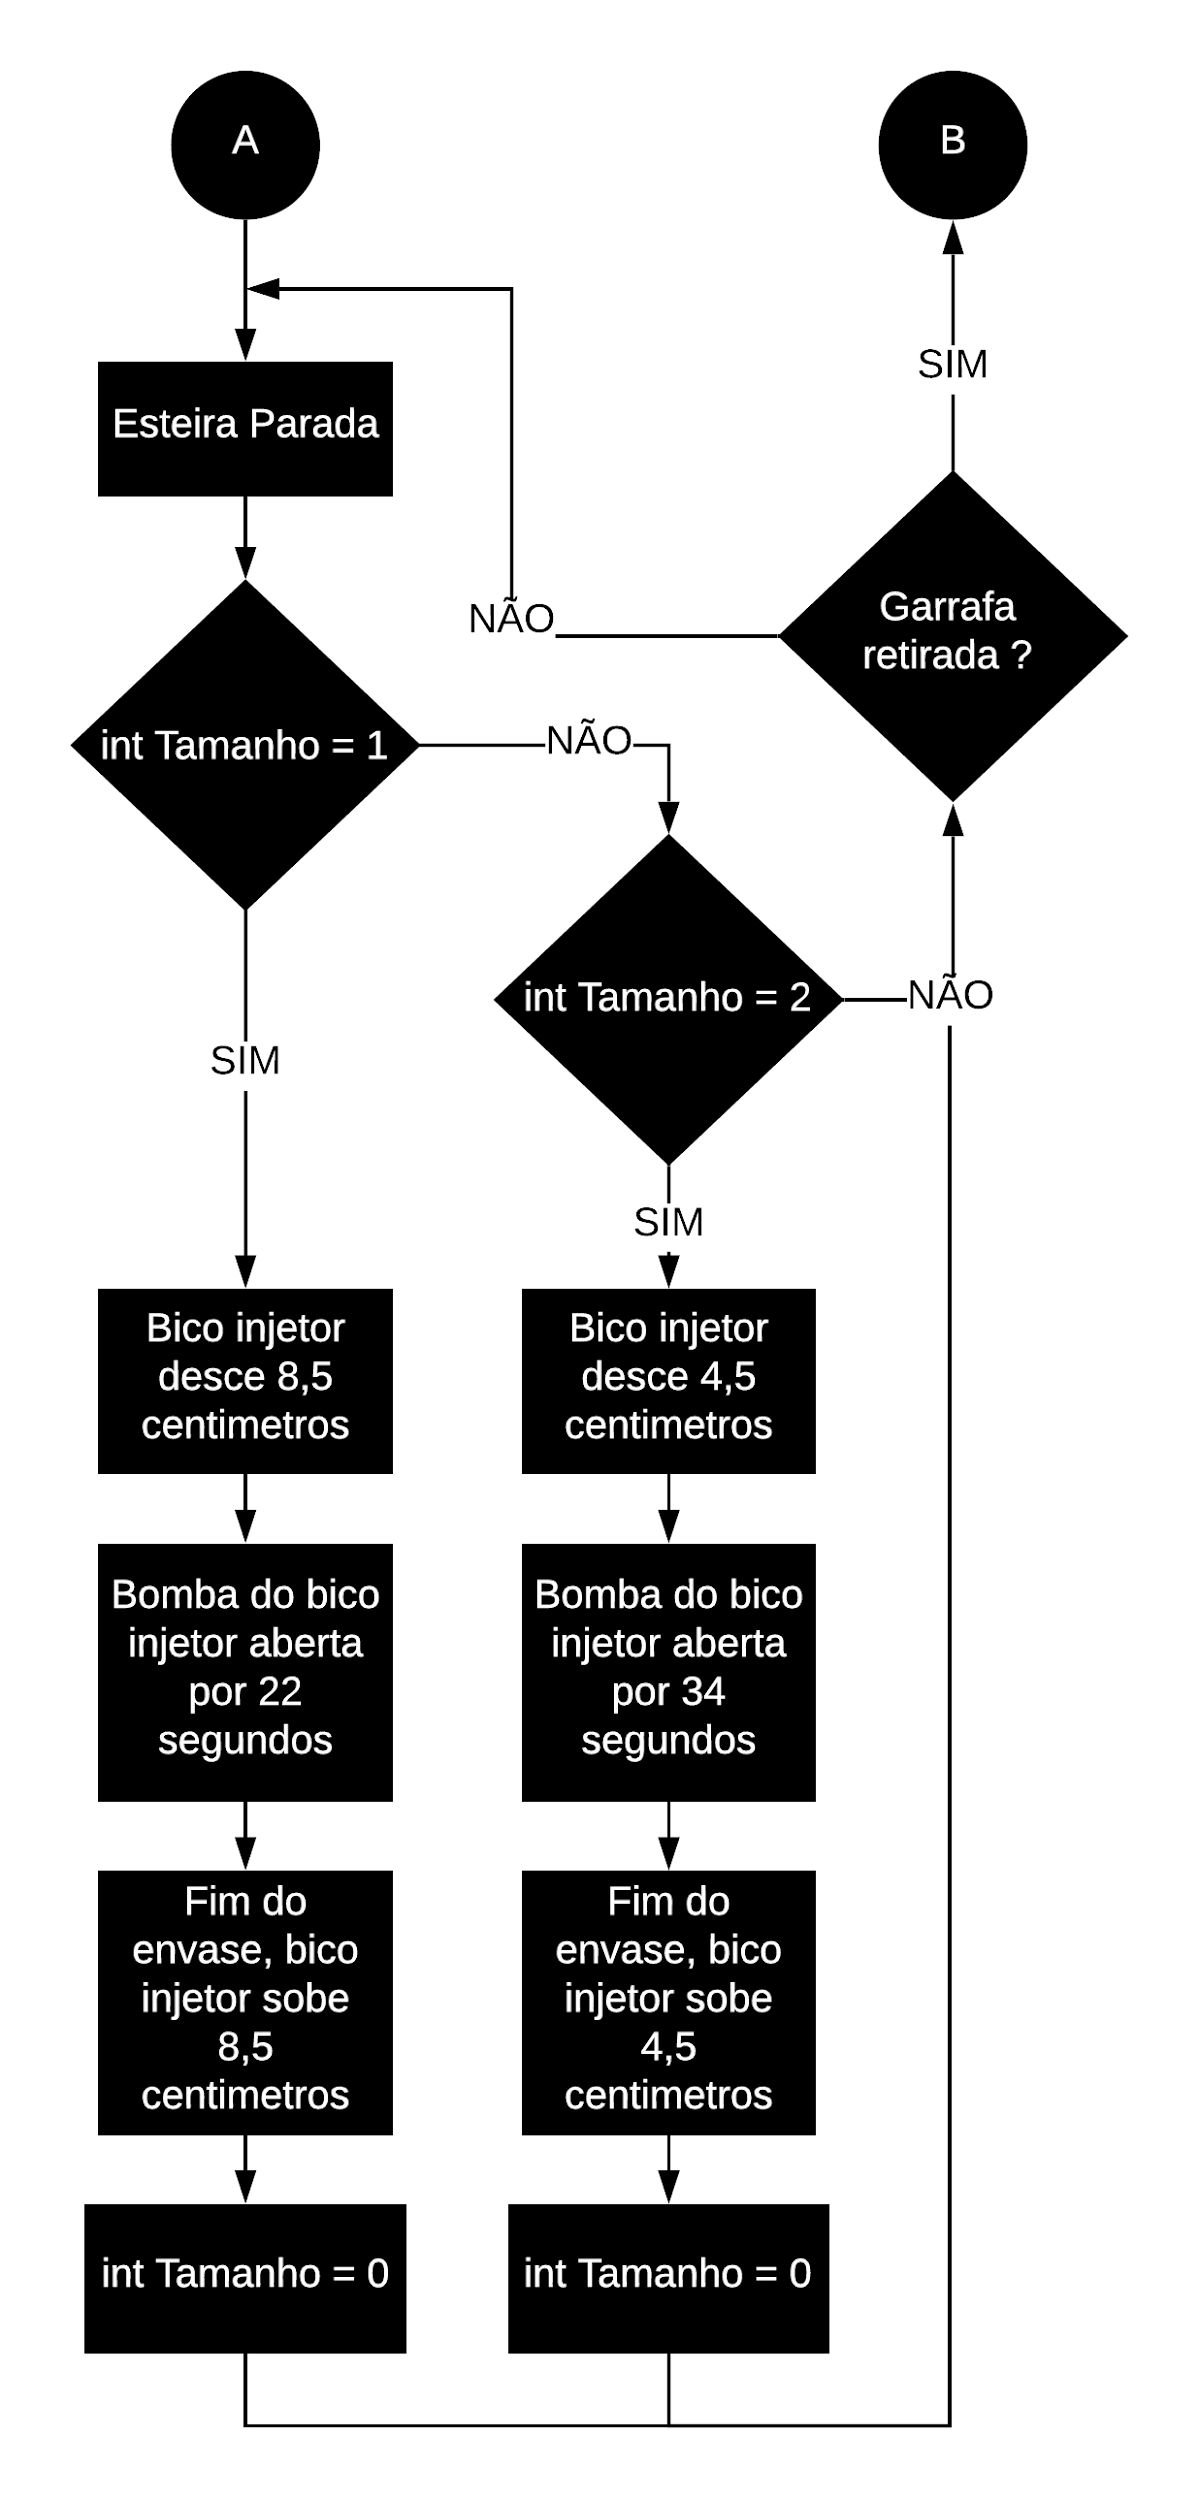 A
B
SIM
Esteira Parada
NÃO
Garrafa
retirada ?
int Tamanho = 1
NÃO
int Tamanho = 2
NÃO
SIM
SIM
Bico injetor
desce 8,5
centimetros
Bico injetor
desce 4,5
centimetros
Bomba do bico
injetor aberta
por 22
segundos
Bomba do bico
injetor aberta
por 34
segundos
Fim do
envase, bico
injetor sobe
8,5
centimetros
Fim do
envase, bico
injetor sobe
4,5
centimetros
int Tamanho = 0
int Tamanho = 0